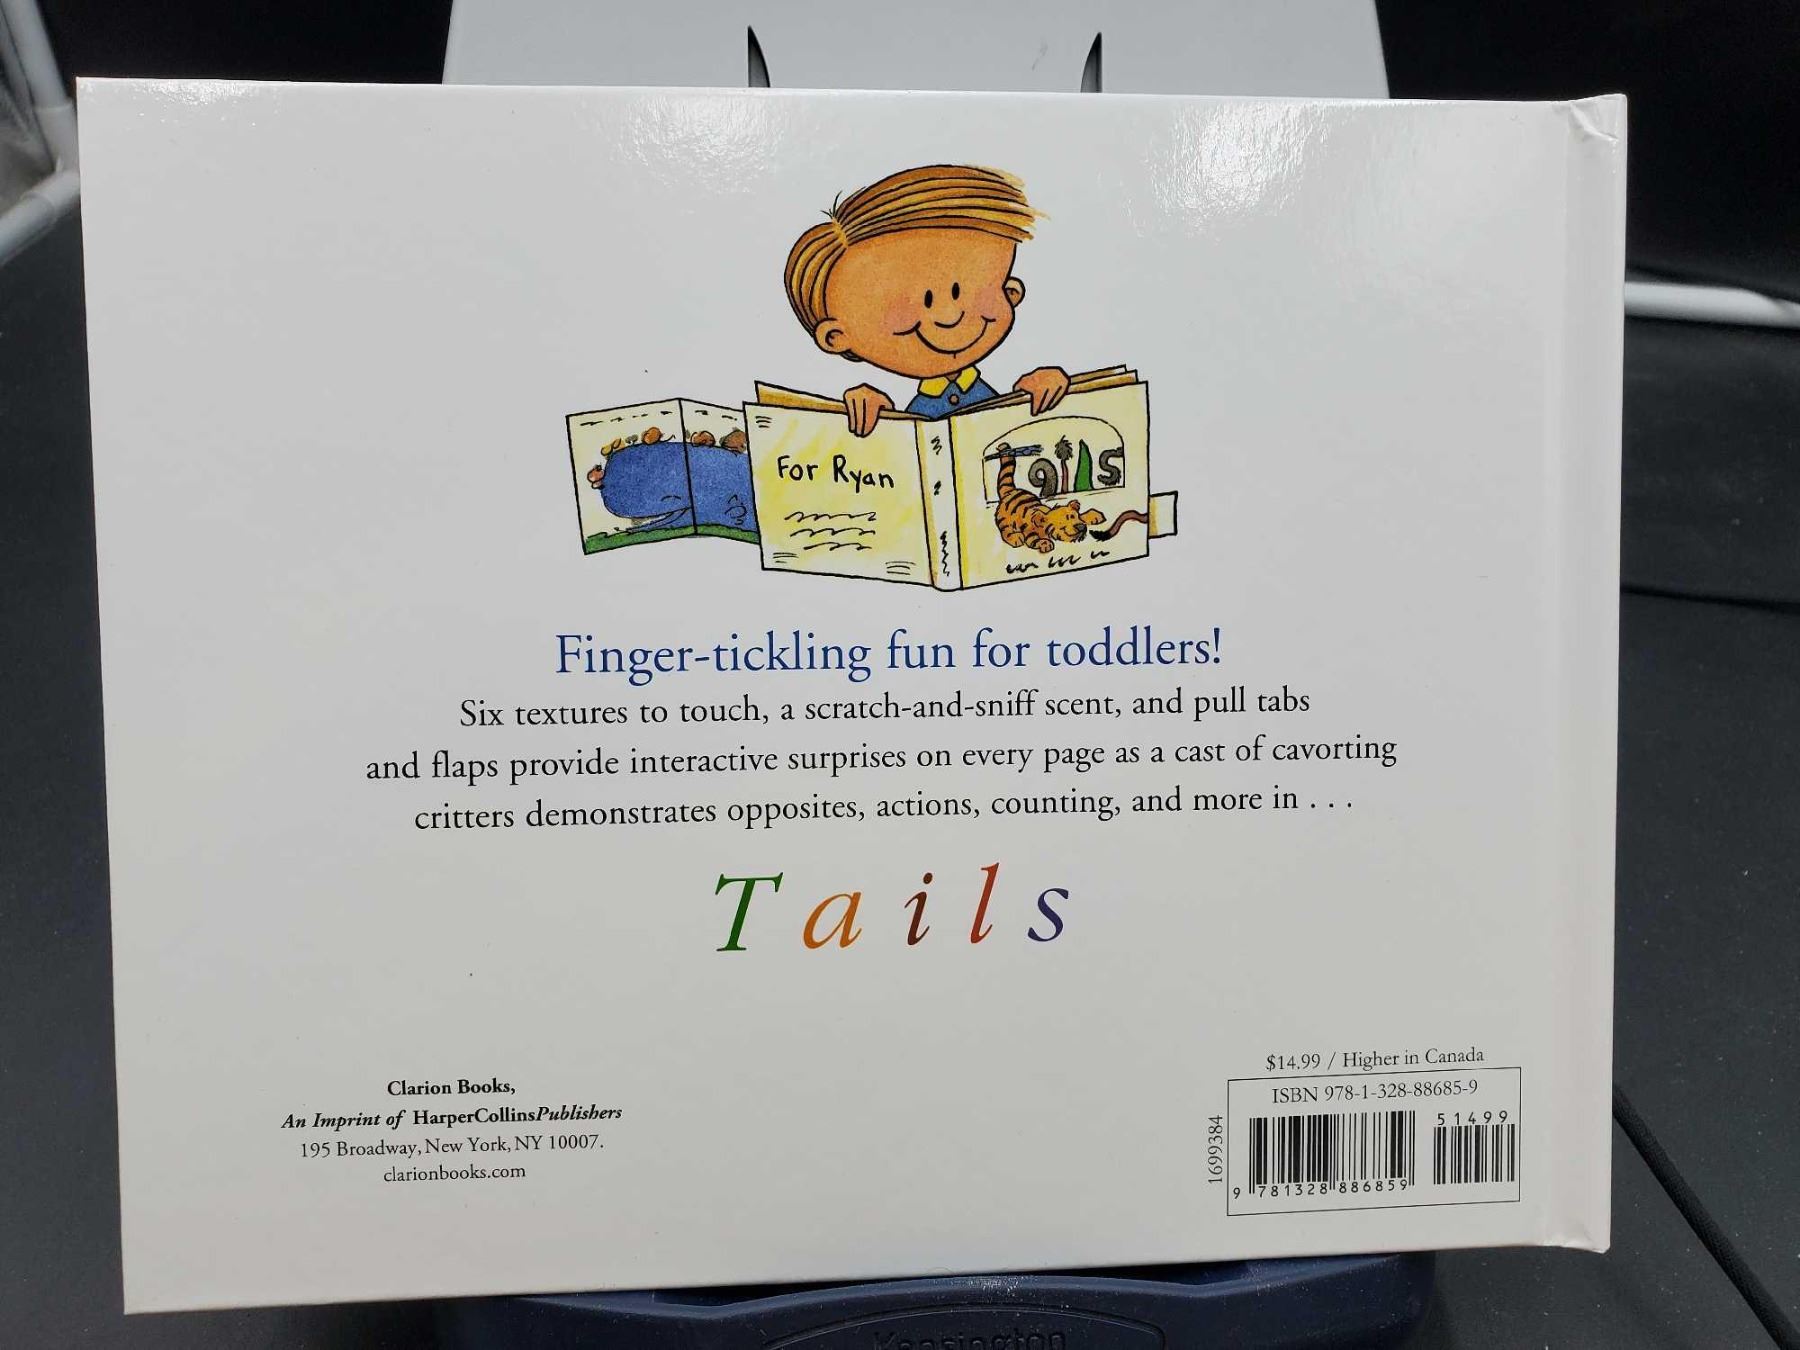 For Ryan
Tails
Finger-tickling fun for toddlers!
Six textures to touch, a scratch-and-sniff scent, and pull tabs
and flaps provide interactive surprises on every page as a cast of cavorting
critters demonstrates opposites, actions, counting, and more in . . .
Tails
Clarion Books,
An Imprint of HarperCollinsPublishers
195 Broadway, New York, NY 10007.
clarionbooks.com
$14.99 / Higher in Canada
ISBN 978-1-328-88685-9
51499
1699384
9 781328 886859
Kensington